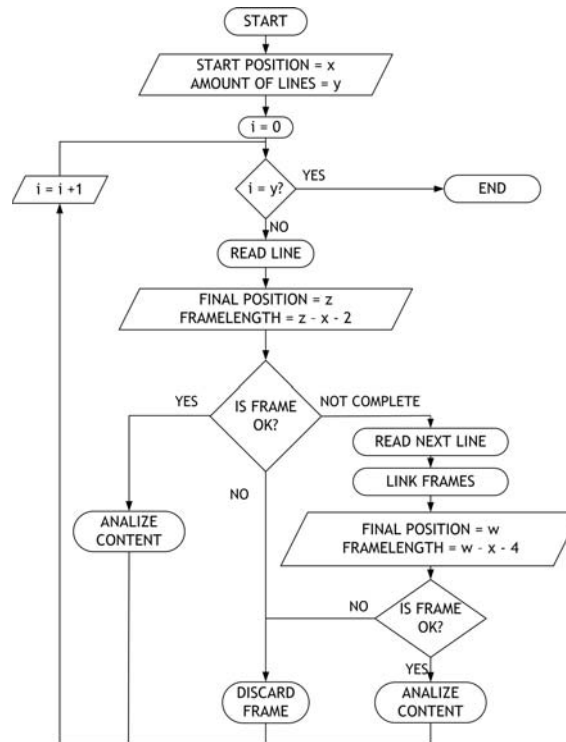 START
START POSITION = x
AMOUNT OF LINES = y
i = 0
i = i +1
i = y?
YES
END
NO
READ LINE
FINAL POSITION = z
FRAMELENGTH = z - x - 2
YES
IS FRAME
OK?
NOT COMPLETE
READ NEXT LINE
LINK FRAMES
NO
ANALIZE
CONTENT
FINAL POSITION = w
FRAMELENGTH = w - x - 4
NO
IS FRAME
OK?
YES
DISCARD
FRAME
ANALIZE
CONTENT